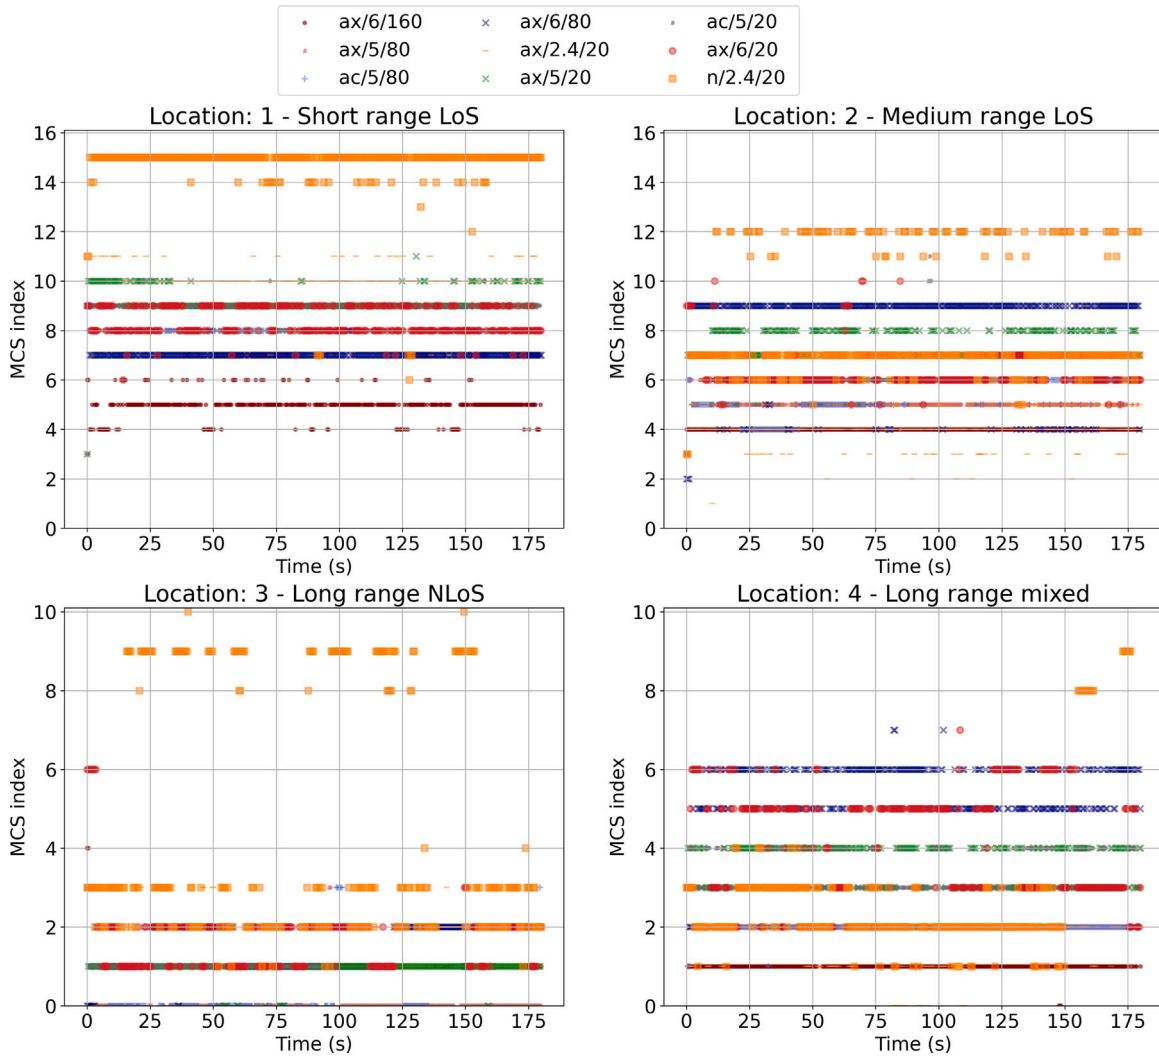 ax/6/160 ax/6/80 ac/5/20
ax/5/80 ax/2.4/20 ax/6/20
ac/5/80 ax/5/20 n/2.4/20
Location: 1 - Short range LoS
16
14
12
10
8
6
4
2
0
MCS index
0 25 50 75 100 125 150 175
Time (s)
Location: 2 - Medium range LoS
16
14
12
10
8
6
4
2
0
MCS index
0 25 50 75 100 125 150 175
Time (s)
Location: 3 - Long range NLoS
10
8
6
4
2
0
MCS index
0 25 50 75 100 125 150 175
Time (s)
Location: 4 - Long range mixed
10
8
6
4
2
0
MCS index
0 25 50 75 100 125 150 175
Time (s)